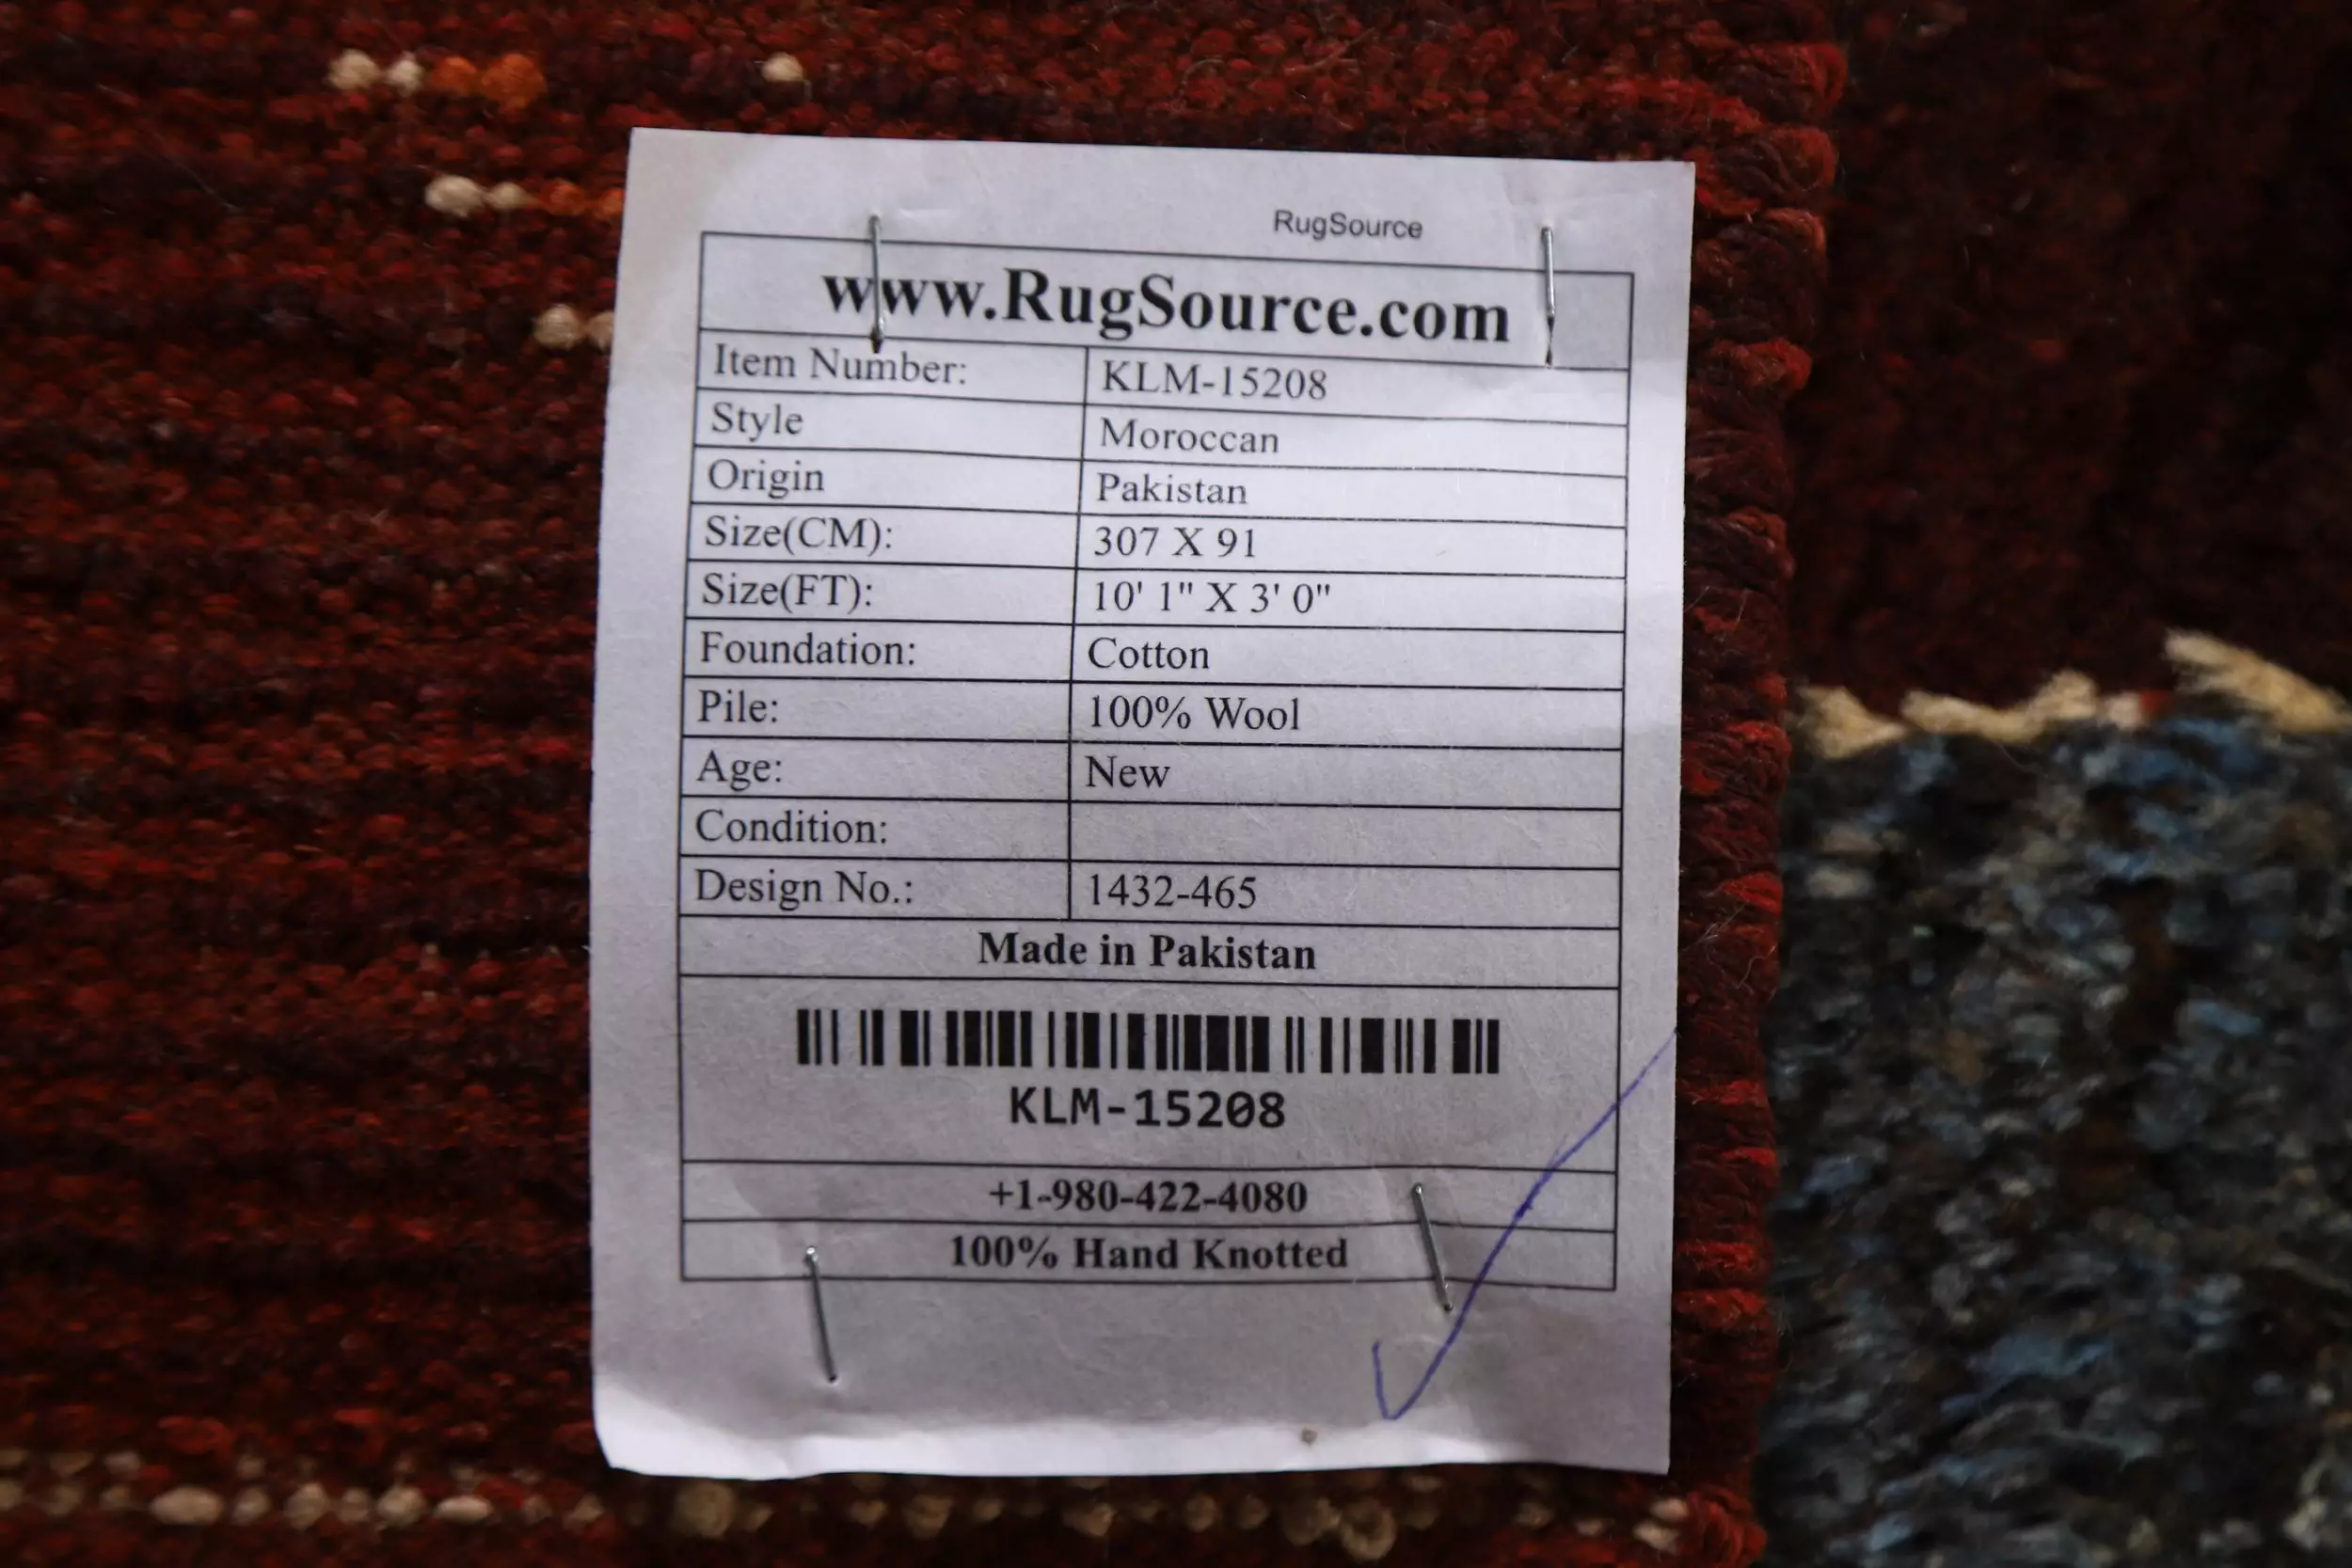 RugSource
www.RugSource.com
Item Number: KLM-15208
Style Moroccan
Origin Pakistan
Size(CM): 307 X 91
Size(FT): 10' 1" X 3' 0"
Foundation: Cotton
Pile: 100% Wool
Age: New
Condition:
Design No.: 1432-465
Made in Pakistan
KLM-15208
+1-980-422-4080
100% Hand Knotted